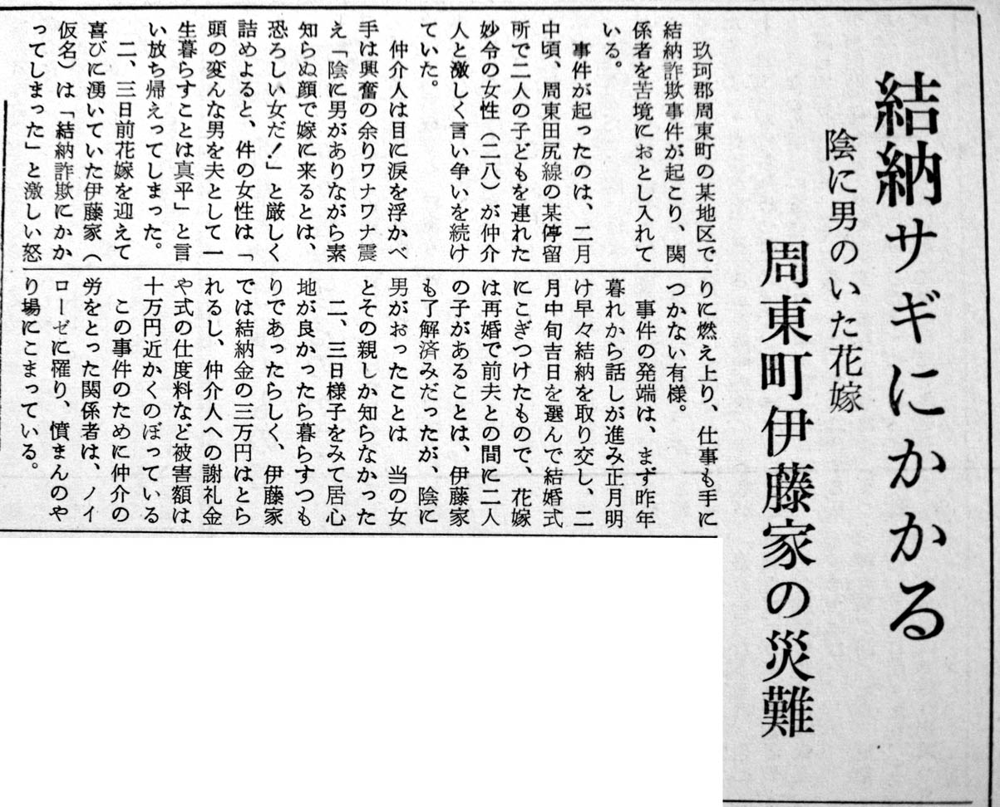 結納サギにかかる
陰に男のいた花嫁
周東町伊藤家の災難
玖珂郡周東町の某地区で
結納詐欺事件が起こり、関
係者を苦境におとし入れて
いる。
事件が起ったのは、二月
中頃、周東田尻線の某停留
所で二人の子どもを連れた
妙令の女性（二八）が仲介
人と激しく言い争いを続け
ていた。
仲介人は目に涙を浮かべ
手は興奮の余りワナワナ震
え「陰に男がありながら素
知らぬ顔で嫁に来るとは、
恐ろしい女だ！」と厳しく
詰めよると、件の女性は「
頭の変んな男を夫として一
生暮らすことは真平」と言
い放ち帰えってしまった。
二、三日前花嫁を迎えて
喜びに湧いていた伊藤家（
仮名）は「結納詐欺にかか
ってしまった」と激しい怒
りに燃え上り、仕事も手に
つかない有様。
事件の発端は、まず昨年
暮れから話しが進み正月明
け早々結納を取り交し、二
月中旬吉日を選んで結婚式
にこぎつけたもので、花嫁
は再婚で前夫との間に二人
の子があることは、伊藤家
も了解済みだったが、陰に
男がおったことは　当の女
とその親しか知らなかった
二、三日様子をみて居心
地が良かったら暮らすつも
りであったらしく、伊藤家
では結納金の三万円はとら
れるし、仲介人への謝礼金
や式の仕度料など被害額は
十万円近かくのぼっている
この事件のために仲介の
労をとった関係者は、ノイ
ローゼに罹り、憤まんのや
り場にこまっている。